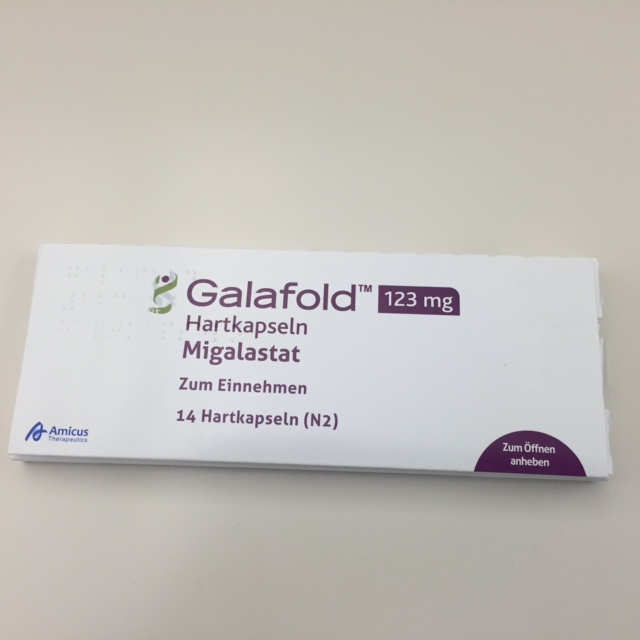 Galafold™ 123 mg
Hartkapseln
Migalastat
Zum Einnehmen
14 Hartkapseln (N2)
Amicus
Therapeutics
Zum Öffnen
anheben